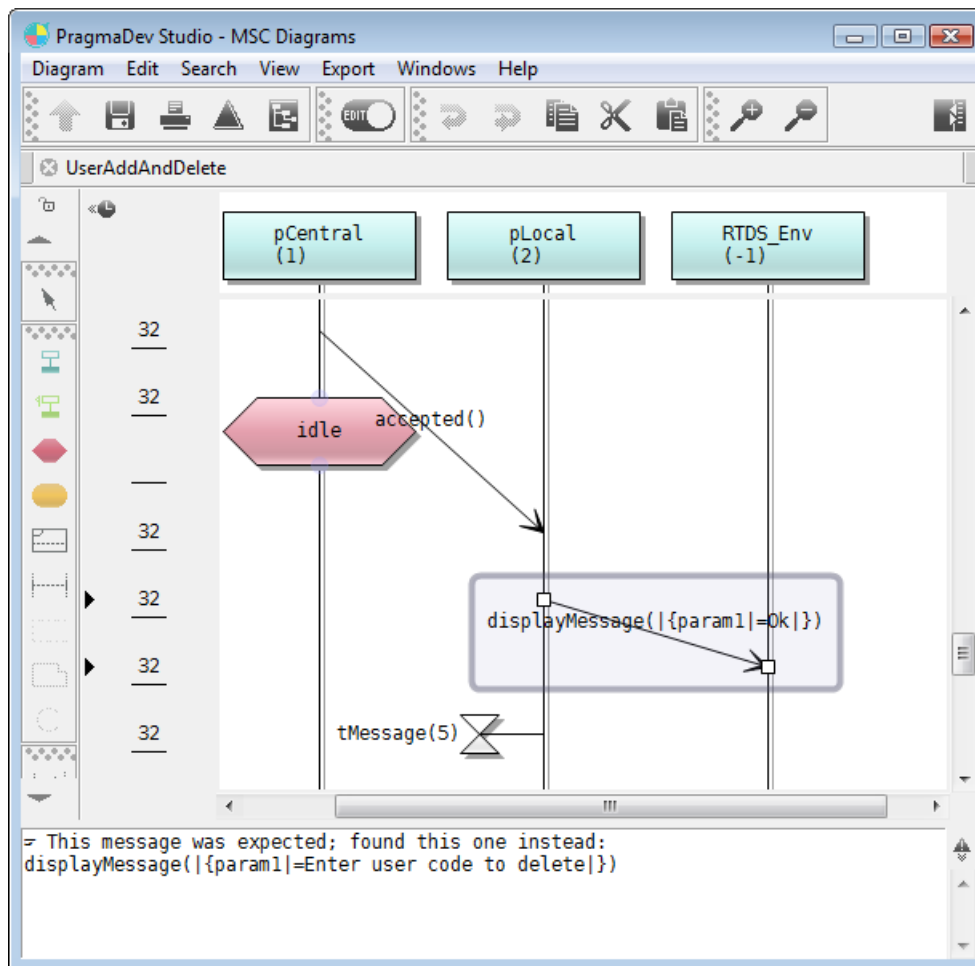 PragmaDev Studio - MSC Diagrams
Diagram Edit Search View Export Windows Help
EDIT
UserAddAndDelete
pCentral
(1)
pLocal
(2)
RTDS_Env
(-1)
32
32
idle
accepted()
32
32
displayMessage(|{param1|=Ok|})
32
32
tMessage(5)
This message was expected; found this one instead:
displayMessage(|{param1|=Enter user code to delete|})